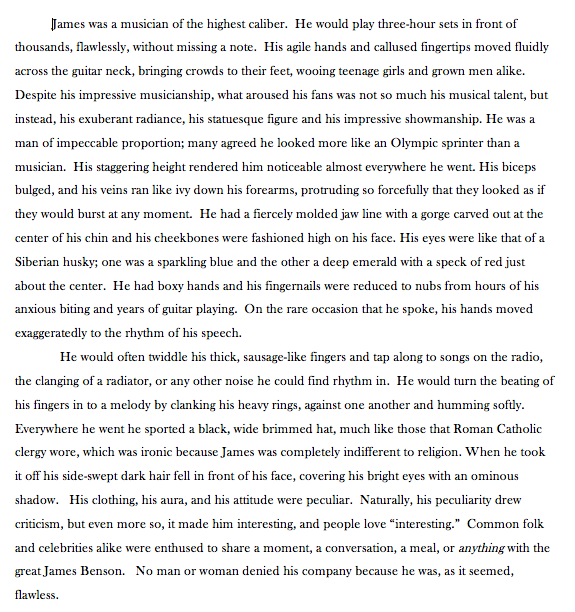 James was a musician of the highest caliber.  He would play three-hour sets in front of
thousands, flawlessly, without missing a note.  His agile hands and callused fingertips moved fluidly
across the guitar neck, bringing crowds to their feet, wooing teenage girls and grown men alike.
Despite his impressive musicianship, what aroused his fans was not so much his musical talent, but
instead, his exuberant radiance, his statuesque figure and his impressive showmanship. He was a
man of impeccable proportion; many agreed he looked more like an Olympic sprinter than a
musician.  His staggering height rendered him noticeable almost everywhere he went. His biceps
bulged, and his veins ran like ivy down his forearms, protruding so forcefully that they looked as if
they would burst at any moment.  He had a fiercely molded jaw line with a gorge carved out at the
center of his chin and his cheekbones were fashioned high on his face. His eyes were like that of a
Siberian husky; one was a sparkling blue and the other a deep emerald with a speck of red just
about the center.  He had boxy hands and his fingernails were reduced to nubs from hours of his
anxious biting and years of guitar playing.  On the rare occasion that he spoke, his hands moved
exaggeratedly to the rhythm of his speech.
He would often twiddle his thick, sausage-like fingers and tap along to songs on the radio,
the clanging of a radiator, or any other noise he could find rhythm in.  He would turn the beating of
his fingers in to a melody by clanking his heavy rings, against one another and humming softly.
Everywhere he went he sported a black, wide brimmed hat, much like those that Roman Catholic
clergy wore, which was ironic because James was completely indifferent to religion. When he took
it off his side-swept dark hair fell in front of his face, covering his bright eyes with an ominous
shadow.   His clothing, his aura, and his attitude were peculiar.  Naturally, his peculiarity drew
criticism, but even more so, it made him interesting, and people love “interesting.”  Common folk
and celebrities alike were enthused to share a moment, a conversation, a meal, or anything with the
great James Benson.   No man or woman denied his company because he was, as it seemed,
flawless.